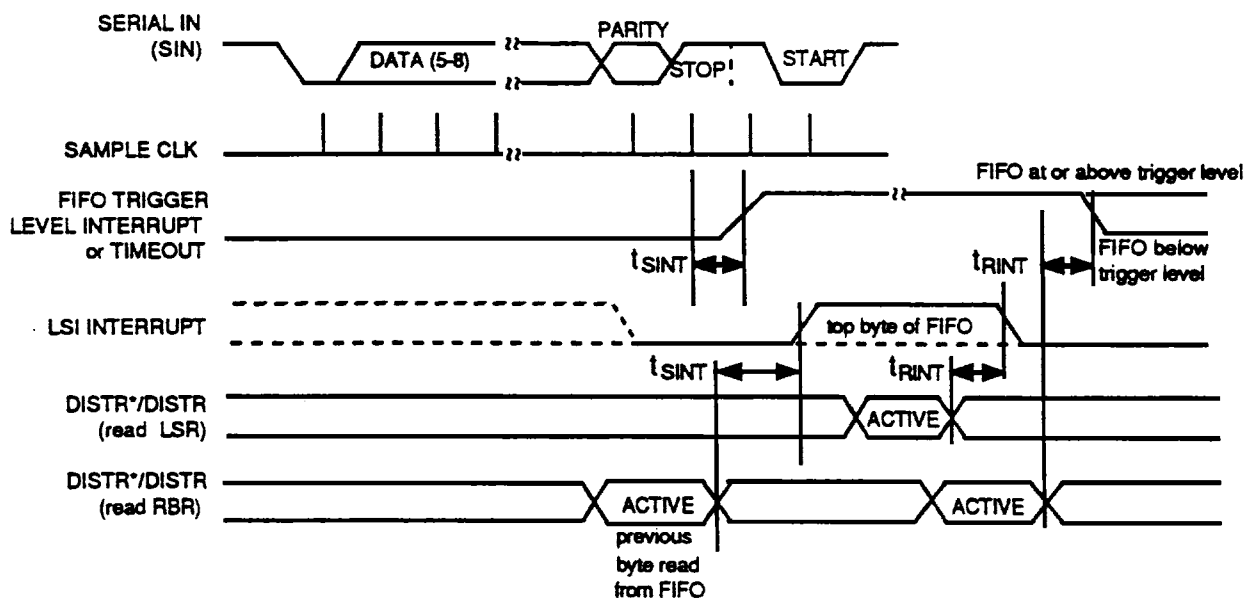 SERIAL IN
(SIN)
PARITY
DATA (5-8)
STOP
START
SAMPLE CLK
FIFO TRIGGER
LEVEL INTERRUPT
or TIMEOUT
FIFO at or above trigger level
tSINT
tRINT
FIFO below
trigger level
LSI INTERRUPT
top byte of FIFO
tSINT
tRINT
DISTR*/DISTR
(read LSR)
ACTIVE
DISTR*/DISTR
(read RBR)
ACTIVE
ACTIVE
previous
byte read
from FIFO